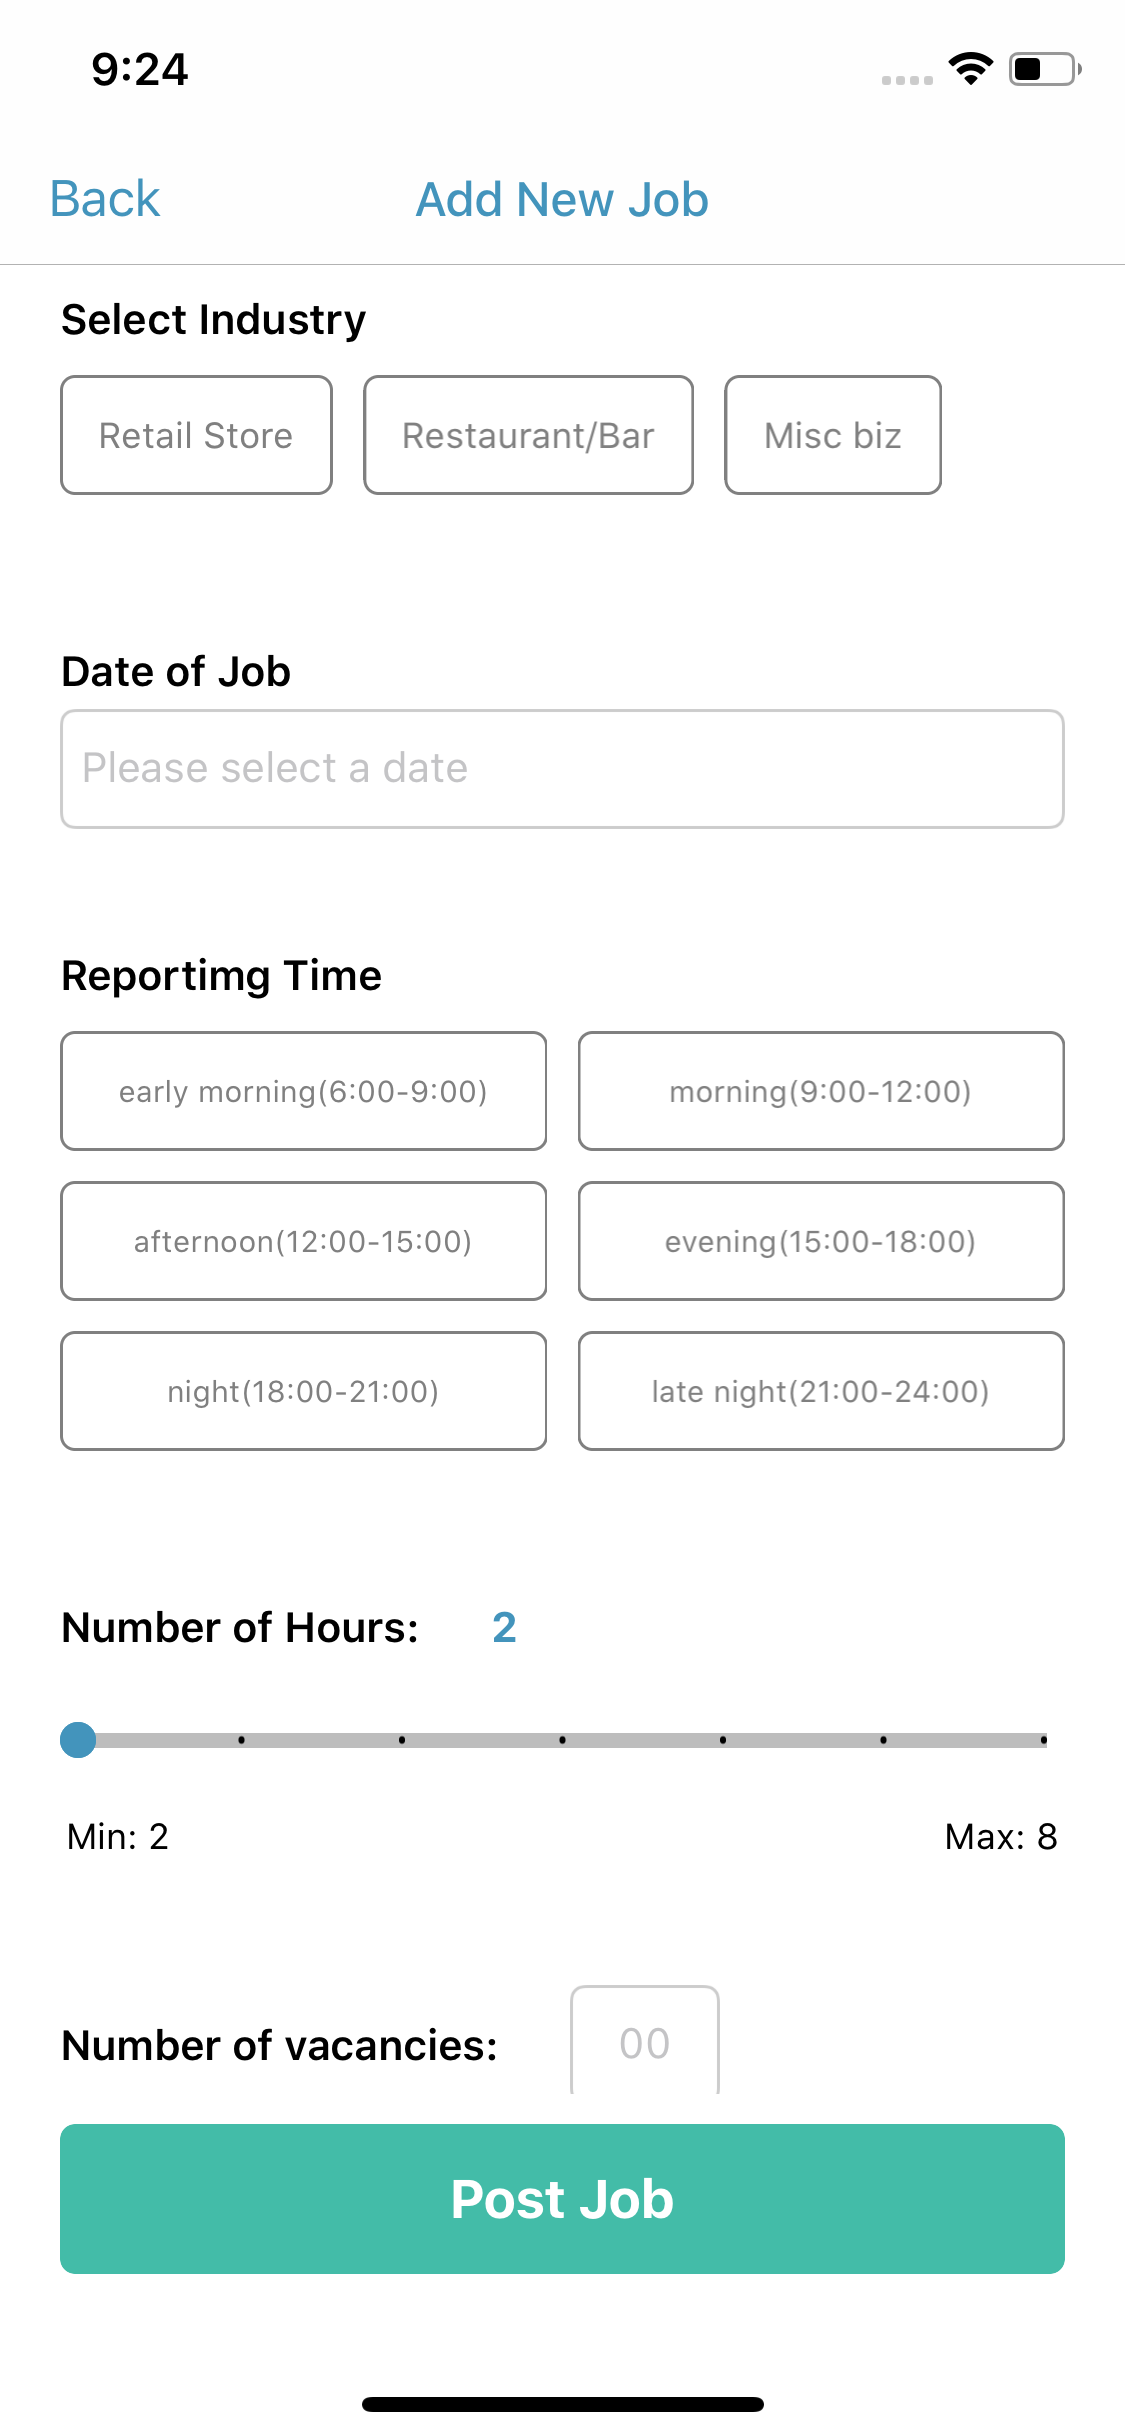 9:24
Back Add New Job
Select Industry
Retail Store Restaurant/Bar Misc biz
Date of Job
Please select a date
Reportimg Time
early morning(6:00-9:00) morning(9:00-12:00)
afternoon(12:00-15:00) evening(15:00-18:00)
night(18:00-21:00) late night(21:00-24:00)
Number of Hours: 2
Min: 2 Max: 8
Number of vacancies: 00
Post Job